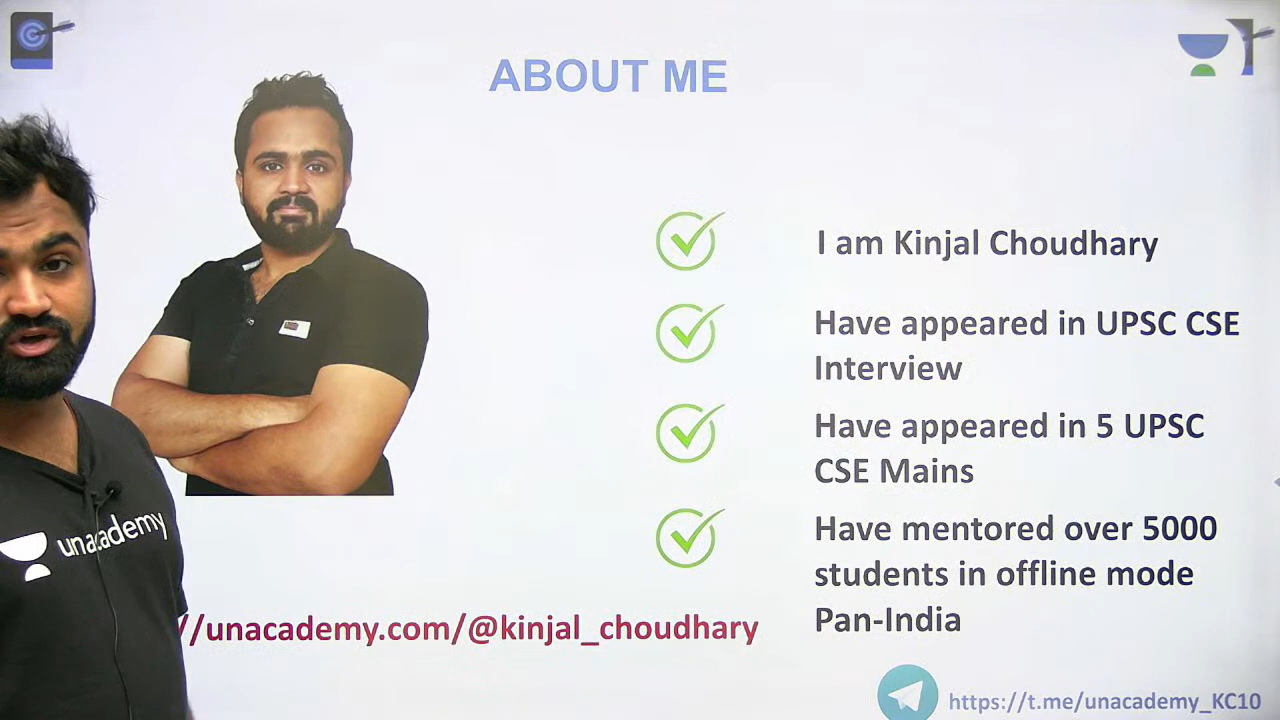 ABOUT ME
I am Kinjal Choudhary
Have appeared in UPSC CSE
Interview
Have appeared in 5 UPSC
CSE Mains
Have mentored over 5000
students in offline mode
Pan-India
unacademy
//unacademy.com/@kinjal_choudhary
https://t.me/unacademy_KC10